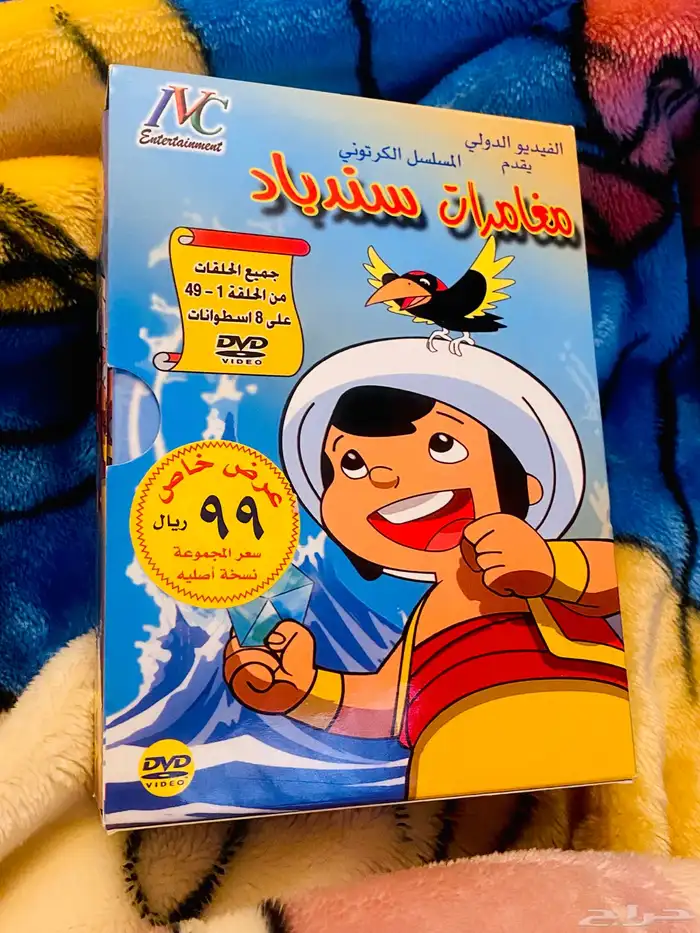 IVC
Entertainment
الفيديو الدولي
يقدم
المسلسل الكرتوني
مغامرات سندباد
جميع الحلقات
من الحلقة 1 - 49
على 8 اسطوانات
DVD
VIDEO
عرض خاص
٩٩ ريال
سعر المجموعة
نسخة أصليه
DVD
VIDEO
حراج